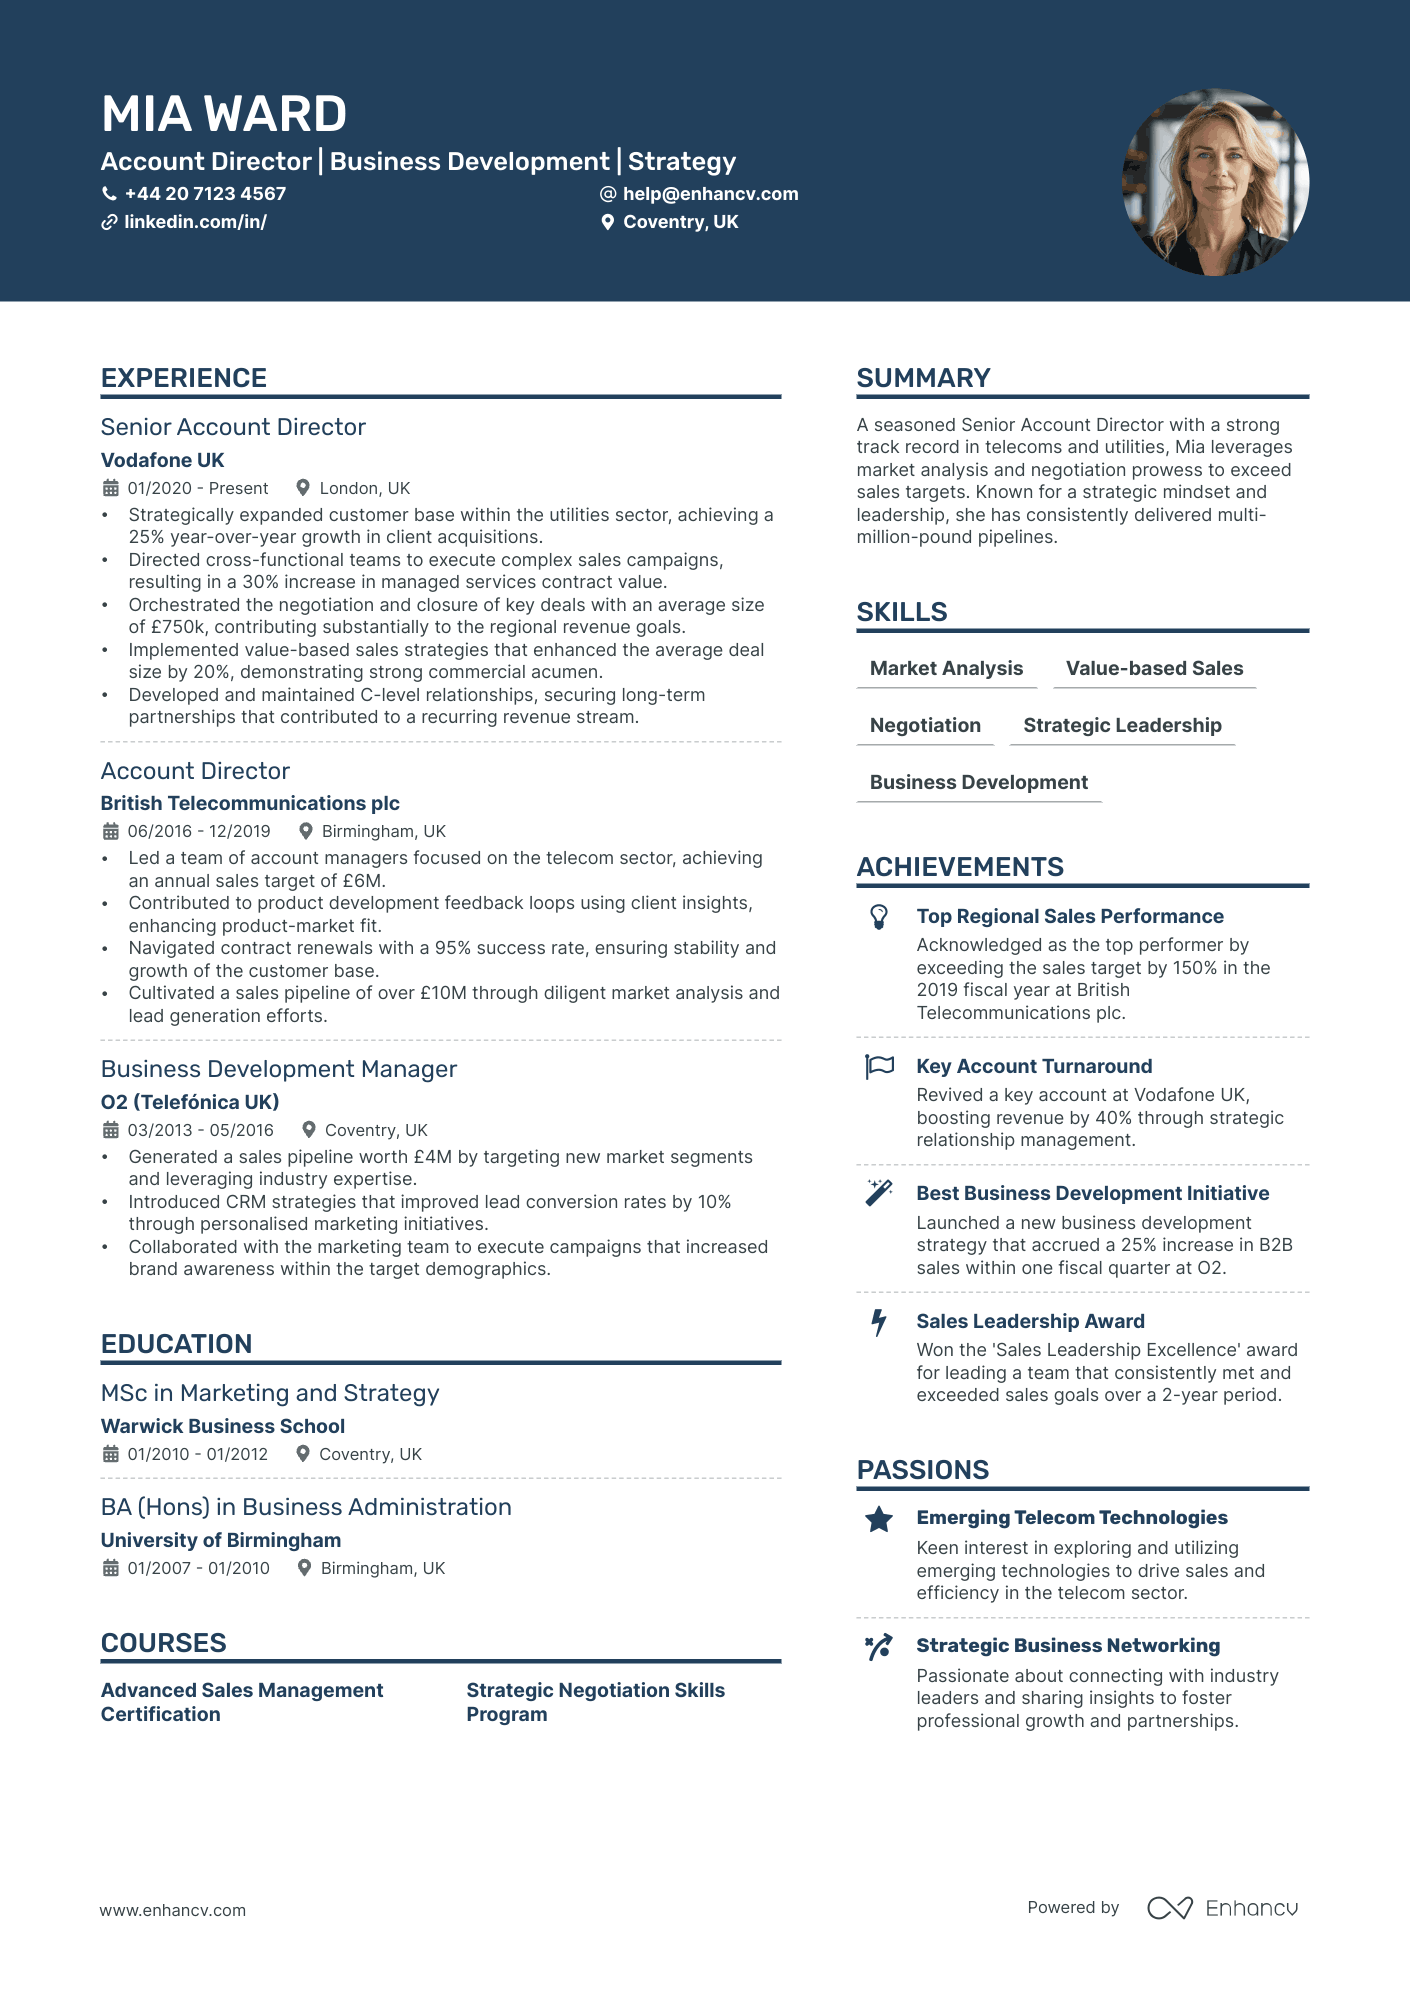 MIA WARD
Account Director | Business Development | Strategy
+44 20 7123 4567
help@enhancv.com
linkedin.com/in/
Coventry, UK
EXPERIENCE
Senior Account Director
Vodafone UK
01/2020 - Present London, UK
• Strategically expanded customer base within the utilities sector, achieving a
25% year-over-year growth in client acquisitions.
• Directed cross-functional teams to execute complex sales campaigns,
resulting in a 30% increase in managed services contract value.
• Orchestrated the negotiation and closure of key deals with an average size
of £750k, contributing substantially to the regional revenue goals.
• Implemented value-based sales strategies that enhanced the average deal
size by 20%, demonstrating strong commercial acumen.
• Developed and maintained C-level relationships, securing long-term
partnerships that contributed to a recurring revenue stream.
Account Director
British Telecommunications plc
06/2016 - 12/2019 Birmingham, UK
• Led a team of account managers focused on the telecom sector, achieving
an annual sales target of £6M.
• Contributed to product development feedback loops using client insights,
enhancing product-market fit.
• Navigated contract renewals with a 95% success rate, ensuring stability and
growth of the customer base.
• Cultivated a sales pipeline of over £10M through diligent market analysis and
lead generation efforts.
Business Development Manager
O2 (Telefónica UK)
03/2013 - 05/2016 Coventry, UK
• Generated a sales pipeline worth £4M by targeting new market segments
and leveraging industry expertise.
• Introduced CRM strategies that improved lead conversion rates by 10%
through personalised marketing initiatives.
• Collaborated with the marketing team to execute campaigns that increased
brand awareness within the target demographics.
EDUCATION
MSc in Marketing and Strategy
Warwick Business School
01/2010 - 01/2012 Coventry, UK
BA (Hons) in Business Administration
University of Birmingham
01/2007 - 01/2010 Birmingham, UK
COURSES
Advanced Sales Management
Certification
Strategic Negotiation Skills
Program
SUMMARY
A seasoned Senior Account Director with a strong
track record in telecoms and utilities, Mia leverages
market analysis and negotiation prowess to exceed
sales targets. Known for a strategic mindset and
leadership, she has consistently delivered multi-
million-pound pipelines.
SKILLS
Market Analysis Value-based Sales
Negotiation Strategic Leadership
Business Development
ACHIEVEMENTS
Top Regional Sales Performance
Acknowledged as the top performer by
exceeding the sales target by 150% in the
2019 fiscal year at British
Telecommunications plc.
Key Account Turnaround
Revived a key account at Vodafone UK,
boosting revenue by 40% through strategic
relationship management.
Best Business Development Initiative
Launched a new business development
strategy that accrued a 25% increase in B2B
sales within one fiscal quarter at O2.
Sales Leadership Award
Won the 'Sales Leadership Excellence' award
for leading a team that consistently met and
exceeded sales goals over a 2-year period.
PASSIONS
Emerging Telecom Technologies
Keen interest in exploring and utilizing
emerging technologies to drive sales and
efficiency in the telecom sector.
Strategic Business Networking
Passionate about connecting with industry
leaders and sharing insights to foster
professional growth and partnerships.
www.enhancv.com
Powered by Enhancv